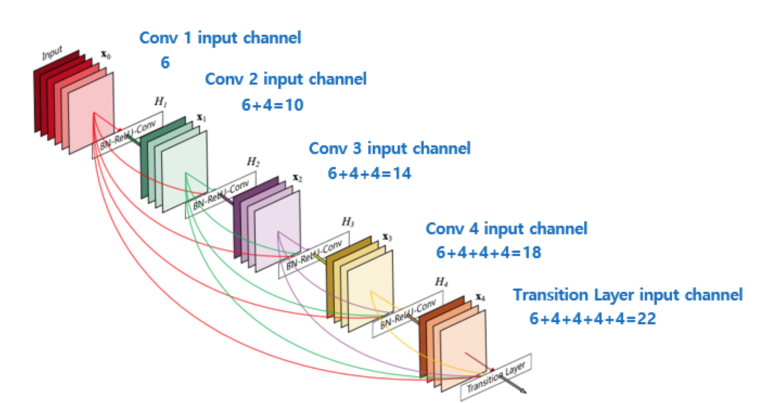 Input
x0
Conv 1 input channel
6
Conv 2 input channel
6+4=10
H1
x1
BN-ReLU-Conv
Conv 3 input channel
6+4+4=14
H2
x2
BN-ReLU-Conv
Conv 4 input channel
6+4+4+4=18
H3
x3
BN-ReLU-Conv
Transition Layer input channel
6+4+4+4+4=22
H4
x4
BN-ReLU-Conv
Transition Layer